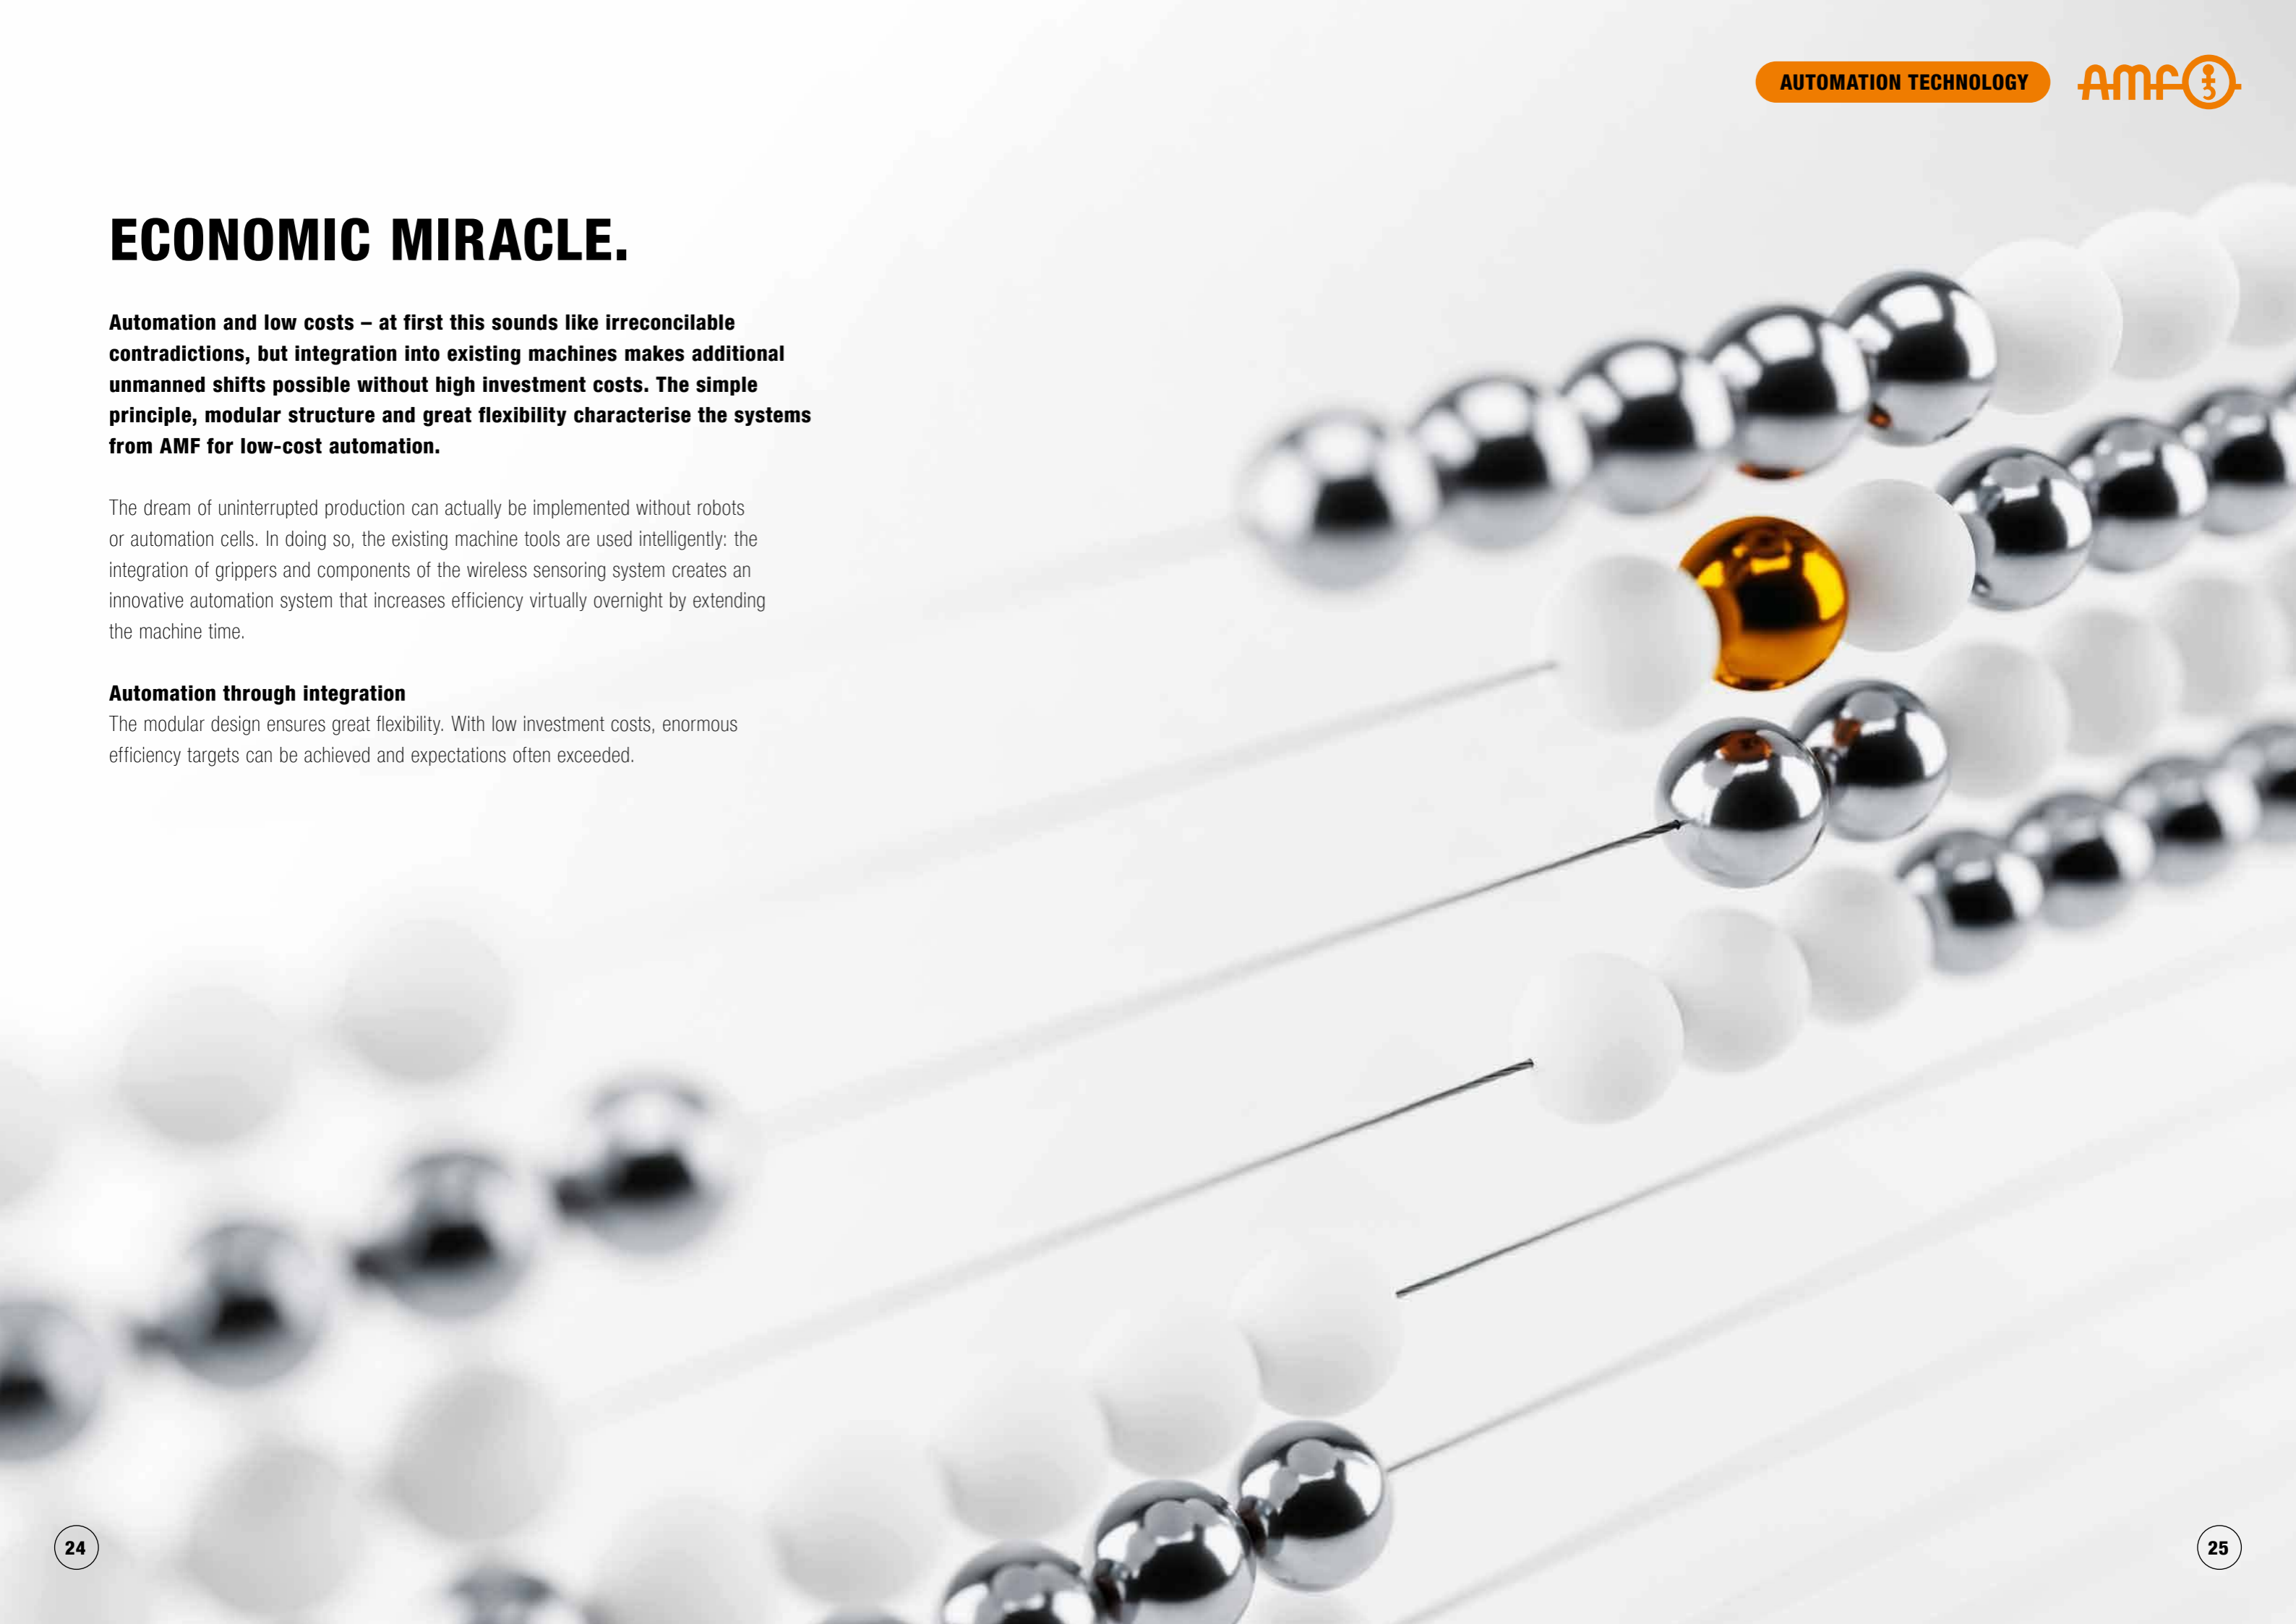 AUTOMATION TECHNOLOGY
AMF
ECONOMIC MIRACLE.
Automation and low costs – at first this sounds like irreconcilable
contradictions, but integration into existing machines makes additional
unmanned shifts possible without high investment costs. The simple
principle, modular structure and great flexibility characterise the systems
from AMF for low-cost automation.
The dream of uninterrupted production can actually be implemented without robots
or automation cells. In doing so, the existing machine tools are used intelligently: the
integration of grippers and components of the wireless sensoring system creates an
innovative automation system that increases efficiency virtually overnight by extending
the machine time.
Automation through integration
The modular design ensures great flexibility. With low investment costs, enormous
efficiency targets can be achieved and expectations often exceeded.
24
25